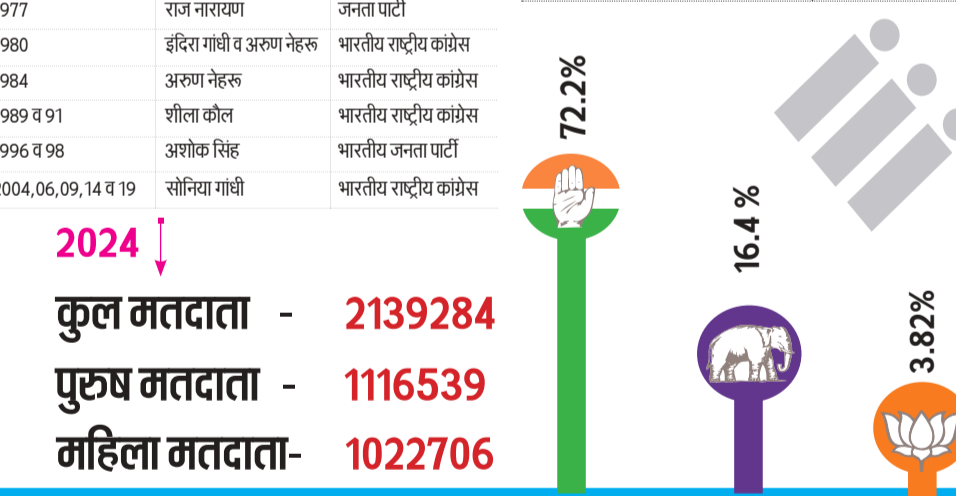 977 राज नारायण जनता पार्टी
980 इंदिरा गांधी व अरुण नेहरू भारतीय राष्ट्रीय कांग्रेस
984 अरुण नेहरू भारतीय राष्ट्रीय कांग्रेस
989 व 91 शीला कौल भारतीय राष्ट्रीय कांग्रेस
996 व 98 अशोक सिंह भारतीय जनता पार्टी
2004,06,09,14 व 19 सोनिया गांधी भारतीय राष्ट्रीय कांग्रेस
2024
कुल मतदाता - 2139284
पुरुष मतदाता - 1116539
महिला मतदाता- 1022706
72.2%
16.4 %
3.82%